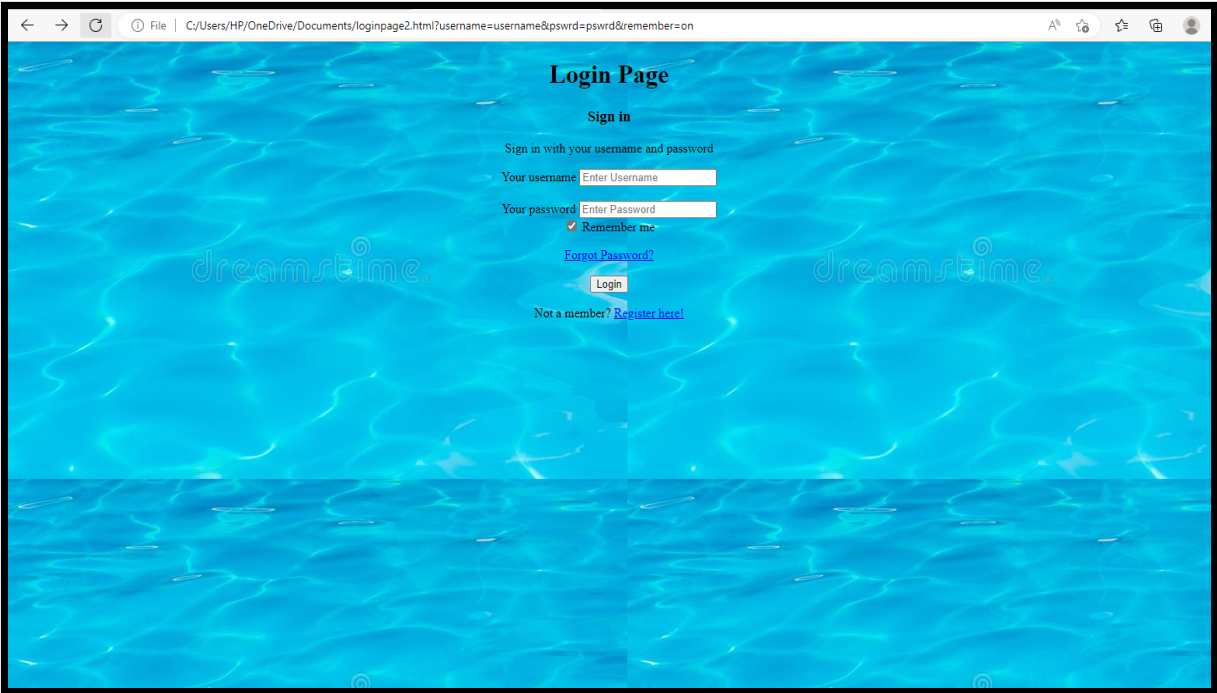 File C:/Users/HP/OneDrive/Documents/loginpage2.html?username=username&pswrd=pswrd&remember=on
Login Page
Sign in
Sign in with your username and password
Your username Enter Username
Your password Enter Password
Remember me
dreamstime dreamstime
Forgot Password?
Login
Not a member? Register here!